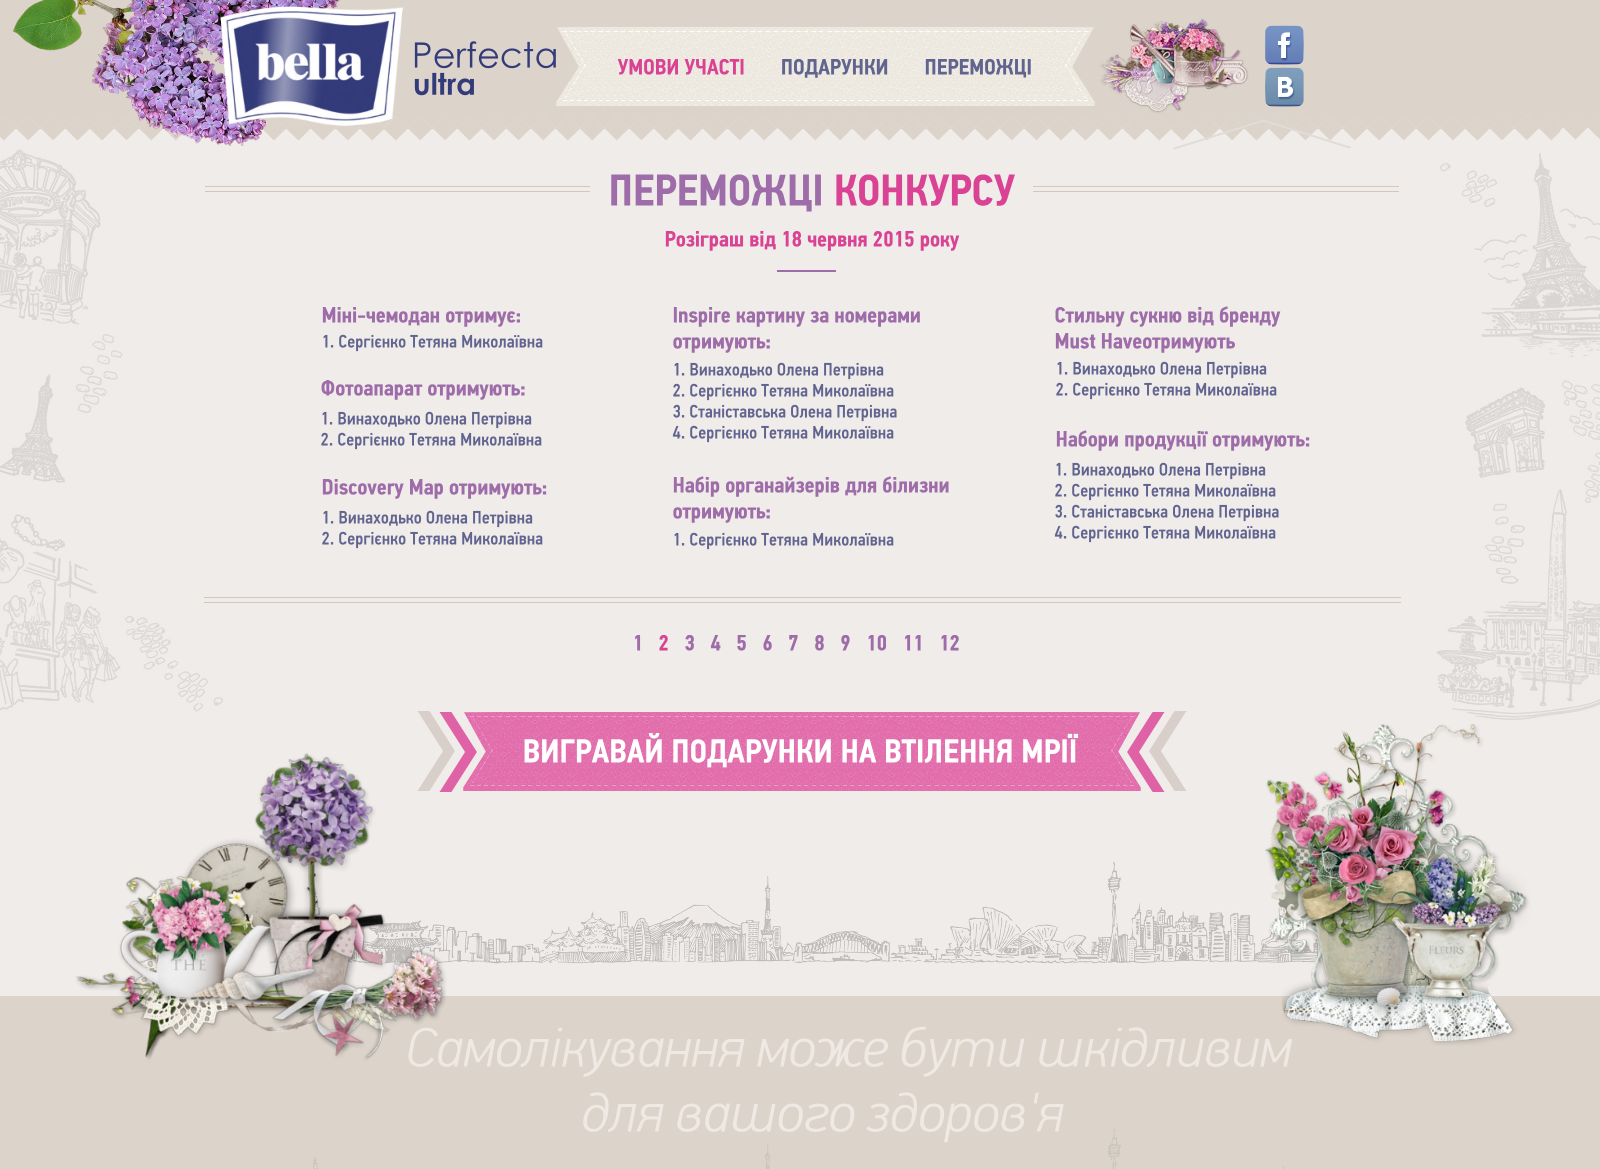 bella
Perfecta
ultra
УМОВИ УЧАСТІ
ПОДАРУНКИ
ПЕРЕМОЖЦІ
f
B
ПЕРЕМОЖЦІ КОНКУРСУ
Розіграш від 18 червня 2015 року
Міні-чемодан отримує:
1. Сергієнко Тетяна Миколаївна
Фотоапарат отримують:
1. Винаходько Олена Петрівна
2. Сергієнко Тетяна Миколаївна
Discovery Map отримують:
1. Винаходько Олена Петрівна
2. Сергієнко Тетяна Миколаївна
Inspire картину за номерами
отримують:
1. Винаходько Олена Петрівна
2. Сергієнко Тетяна Миколаївна
3. Станіставська Олена Петрівна
4. Сергієнко Тетяна Миколаївна
Набір органайзерів для білизни
отримують:
1. Сергієнко Тетяна Миколаївна
Стильну сукню від бренду
Must Haveотримують
1. Винаходько Олена Петрівна
2. Сергієнко Тетяна Миколаївна
Набори продукції отримують:
1. Винаходько Олена Петрівна
2. Сергієнко Тетяна Миколаївна
3. Станіставська Олена Петрівна
4. Сергієнко Тетяна Миколаївна
1 2 3 4 5 6 7 8 9 10 11 12
ВИГРАВАЙ ПОДАРУНКИ НА ВТІЛЕННЯ МРІЇ
THE
FLEURS
Самолікування може бути шкідливим
для вашого здоров'я